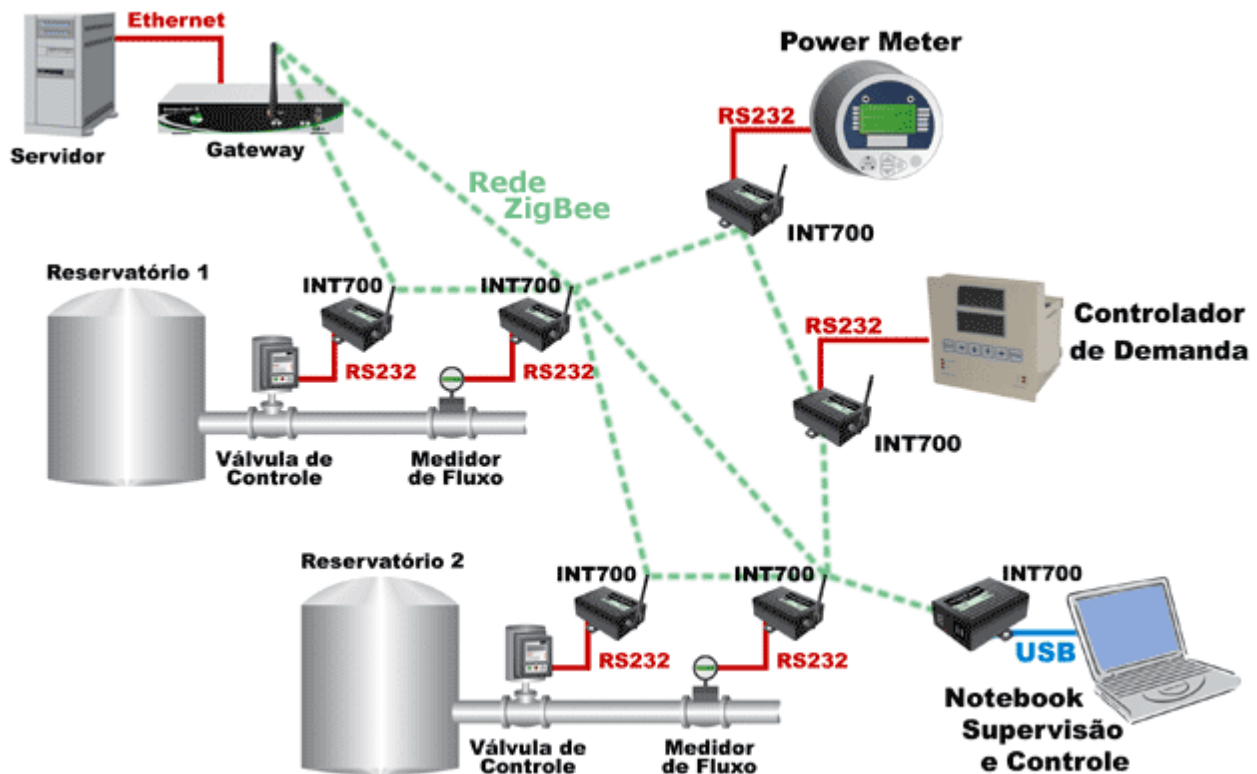 Ethernet
Power Meter
RS232
Servidor
Gateway
Rede
ZigBee
INT700
Reservatório 1
INT700
INT700
RS232
Controlador
de Demanda
RS232
RS232
INT700
Válvula de
Controle
Medidor
de Fluxo
Reservatório 2
INT700
INT700
INT700
RS232
RS232
USB
Notebook
Supervisão
e Controle
Válvula de
Controle
Medidor
de Fluxo